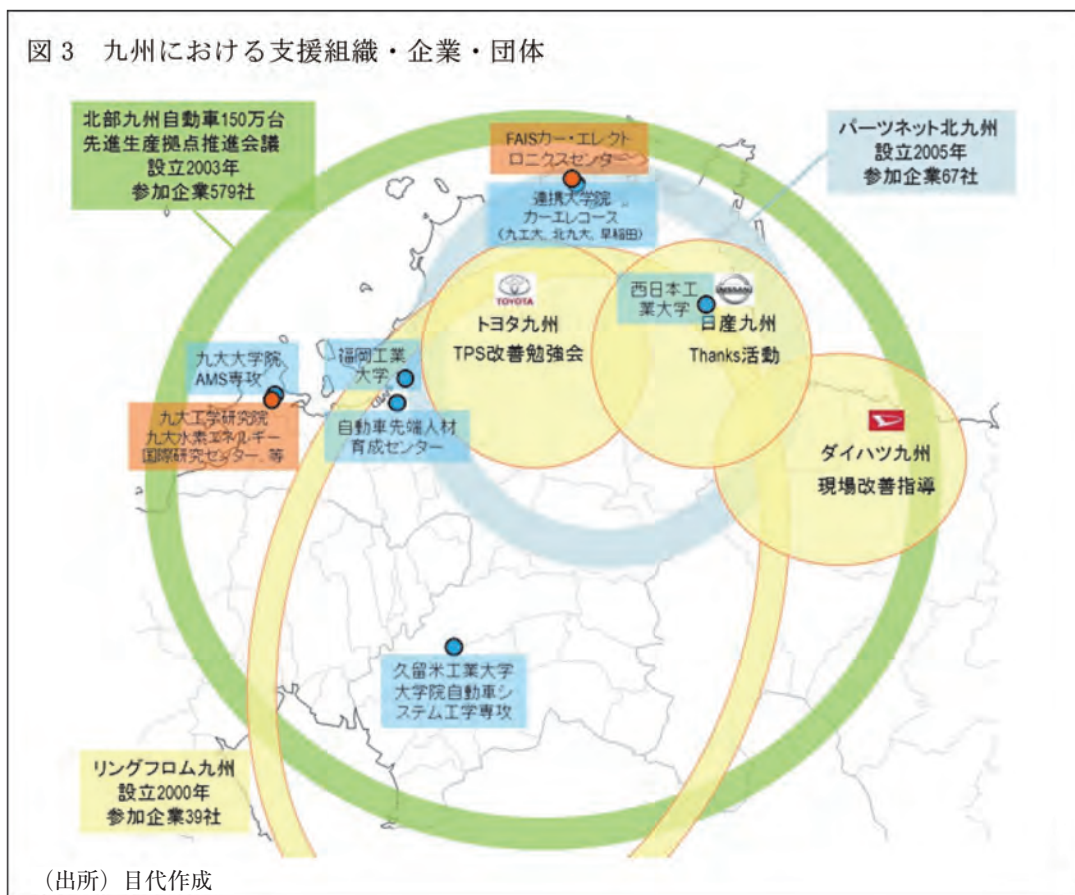 図3 九州における支援組織・企業・団体
北部九州自動車150万台
先進生産拠点推進会議
設立2003年
参加企業579社
FAISカー・エレクト
ロニクスセンター
パーツネット北九州
設立2005年
参加企業67社
連携大学院
カーエレコース
(九工大、北九大、早稲田)
TOYOTA
トヨタ九州
TPS改善勉強会
西日本工
業大学
NISSAN
日産九州
Thanks活動
九大大学院
AMS専攻
九大工学研究院
九大水素エネルギー
国際研究センター、等
福岡工業
大学
自動車先端人材
育成センター
ダイハツ九州
現場改善指導
久留米工業大学
大学院自動車シ
ステム工学専攻
リングフロム九州
設立2000年
参加企業39社
(出所)目代作成